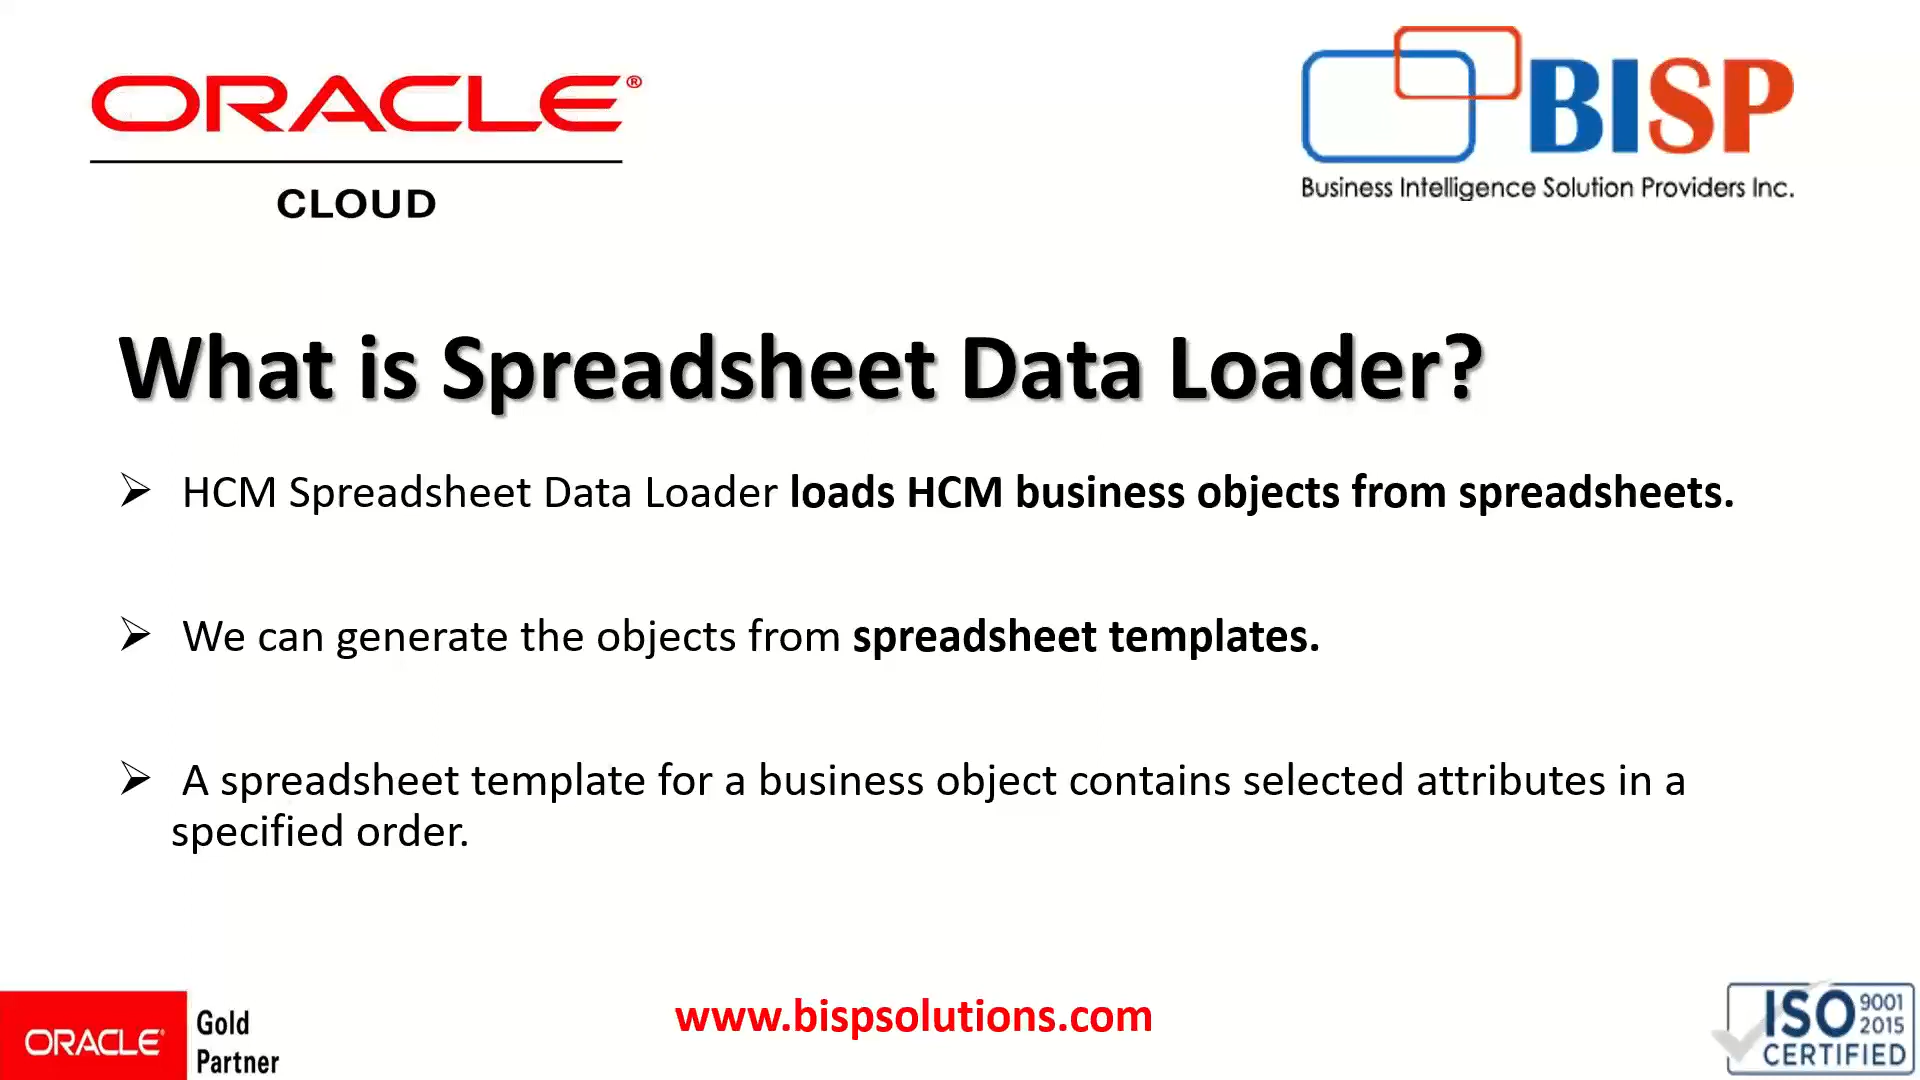 ORACLE®
CLOUD
BISP
Business Intelligence Solution Providers Inc.
What is Spreadsheet Data Loader?
➢ HCM Spreadsheet Data Loader loads HCM business objects from spreadsheets.
➢ We can generate the objects from spreadsheet templates.
➢ A spreadsheet template for a business object contains selected attributes in a
specified order.
ORACLE®
Gold
Partner
www.bispsolutions.com
ISO 9001
2015
CERTIFIED